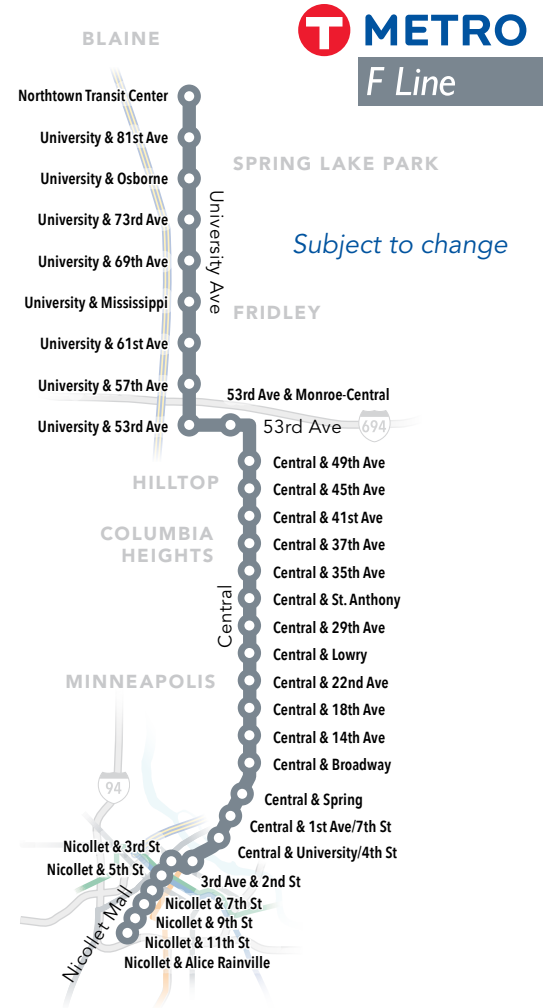 BLAINE
T METRO
F Line
Northtown Transit Center
University & 81st Ave
SPRING LAKE PARK
University & Osborne
University & 73rd Ave
University Ave
Subject to change
University & 69th Ave
University & Mississippi
FRIDLEY
University & 61st Ave
University & 57th Ave
53rd Ave & Monroe-Central
University & 53rd Ave
53rd Ave
694
Central & 49th Ave
HILLTOP
Central & 45th Ave
Central & 41st Ave
COLUMBIA
HEIGHTS
Central & 37th Ave
Central & 35th Ave
Central & St. Anthony
Central
Central & 29th Ave
Central & Lowry
MINNEAPOLIS
Central & 22nd Ave
Central & 18th Ave
Central & 14th Ave
Central & Broadway
94
Central & Spring
Central & 1st Ave/7th St
Nicollet & 3rd St
Central & University/4th St
Nicollet & 5th St
3rd Ave & 2nd St
Nicollet & 7th St
Nicollet Mall
Nicollet & 9th St
Nicollet & 11th St
Nicollet & Alice Rainville